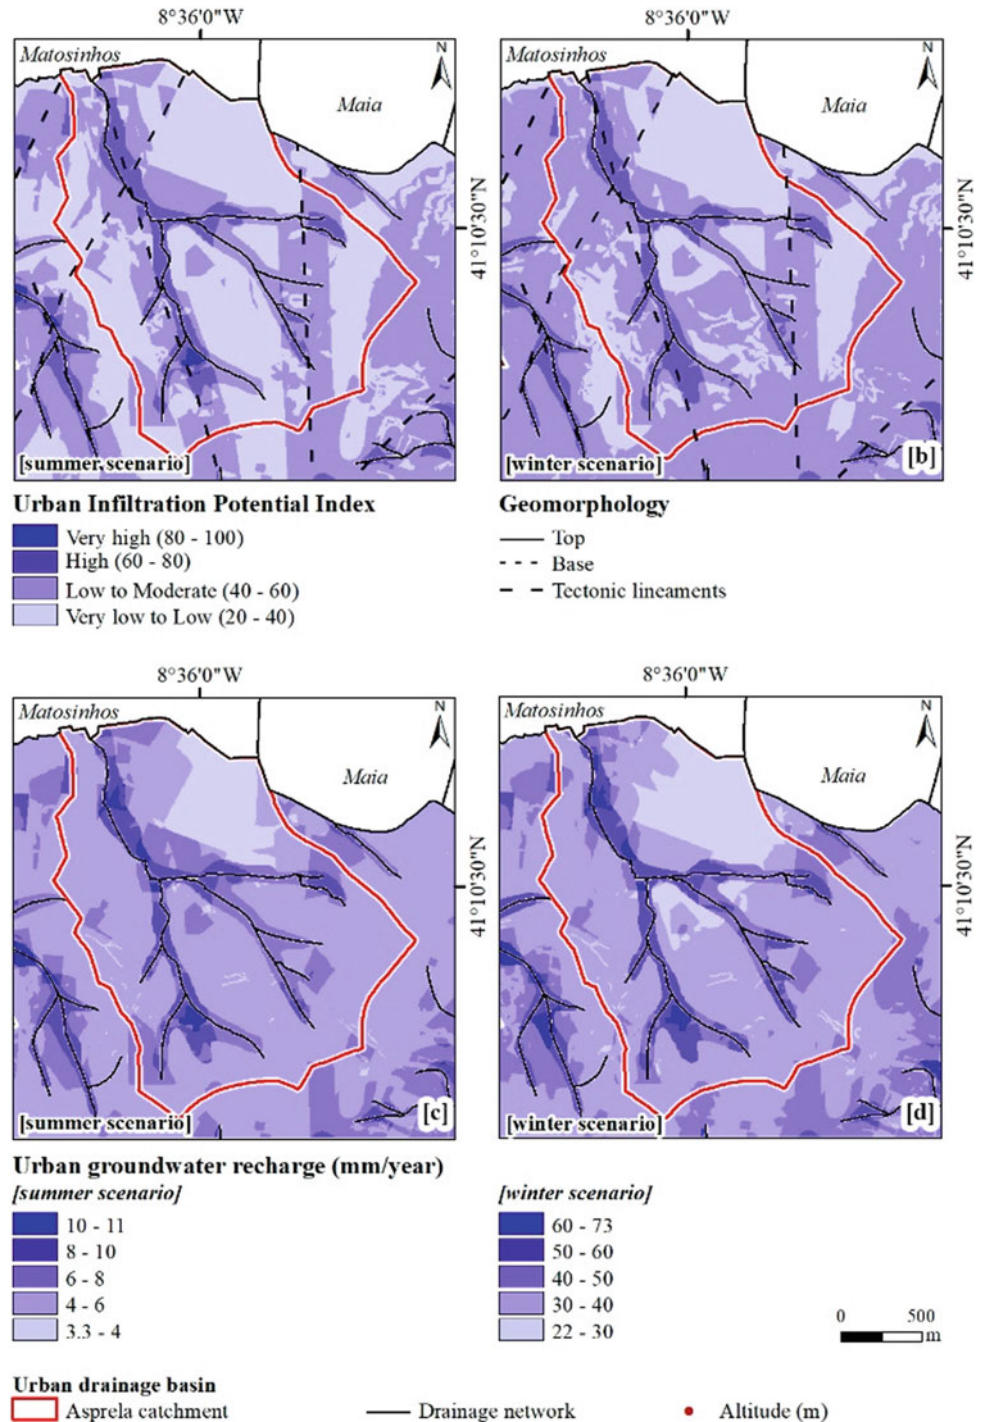 8°36'0"W
8°36'0"W
Matosinhos
N
Maia
41°10'30"N
[summer scenario]
Matosinhos
N
Maia
41°10'30"N
[winter scenario]
[b]
Urban Infiltration Potential Index
Very high (80 - 100)
High (60 - 80)
Low to Moderate (40 - 60)
Very low to Low (20 - 40)
Geomorphology
Top
Base
Tectonic lineaments
8°36'0"W
8°36'0"W
Matosinhos
N
Maia
41°10'30"N
[summer scenario]
[c]
Matosinhos
N
Maia
41°10'30"N
[winter scenario]
[d]
Urban groundwater recharge (mm/year)
[summer scenario]
10 - 11
8 - 10
6 - 8
4 - 6
3.3 - 4
[winter scenario]
60 - 73
50 - 60
40 - 50
30 - 40
22 - 30
0 500
m
Urban drainage basin
Asprela catchment
Drainage network
Altitude (m)